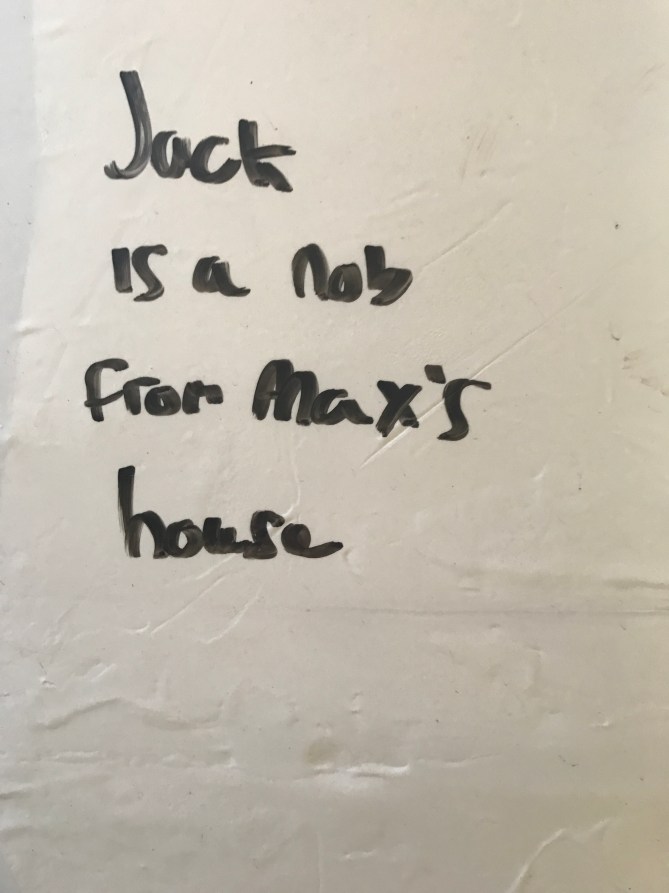 Jack
is a nob
from Max's
house